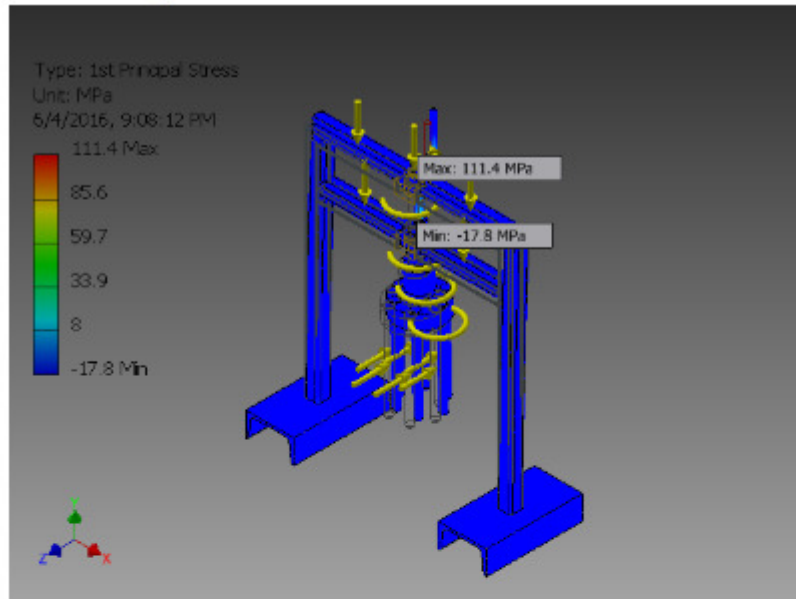 Type: 1st Principal Stress
Unit: MPa
6/4/2016, 9:08:12 PM
111.4 Max
85.6
59.7
33.9
8
-17.8 Min
Max: 111.4 MPa
Min: -17.8 MPa
Y
Z
X